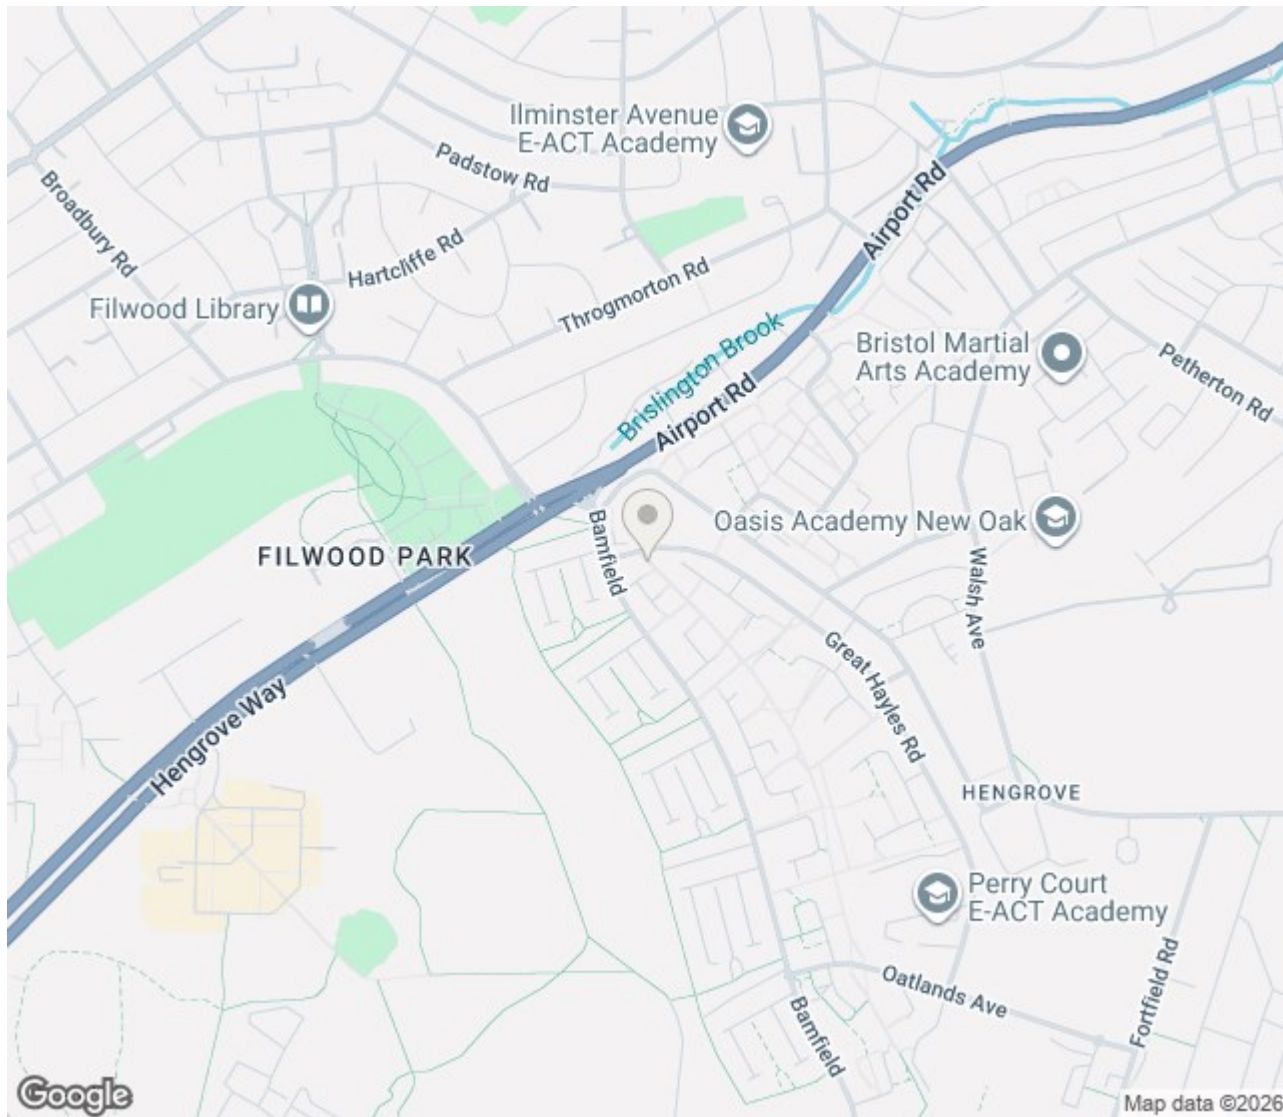 Ilminster Avenue
E-ACT Academy
Padstow Rd
Airport Rd
Broadbury Rd
Hartcliffe Rd
Filwood Library
Throgmorton Rd
Brislington Brook
Bristol Martial
Arts Academy
Petherton Rd
Airport Rd
Bamfield
Oasis Academy New Oak
FILWOOD PARK
Walsh Ave
Great Hayles Rd
Hengrove Way
HENGROVE
Perry Court
E-ACT Academy
Fortfield Rd
Oatlands Ave
Bamfield
Google
Map data ©2026